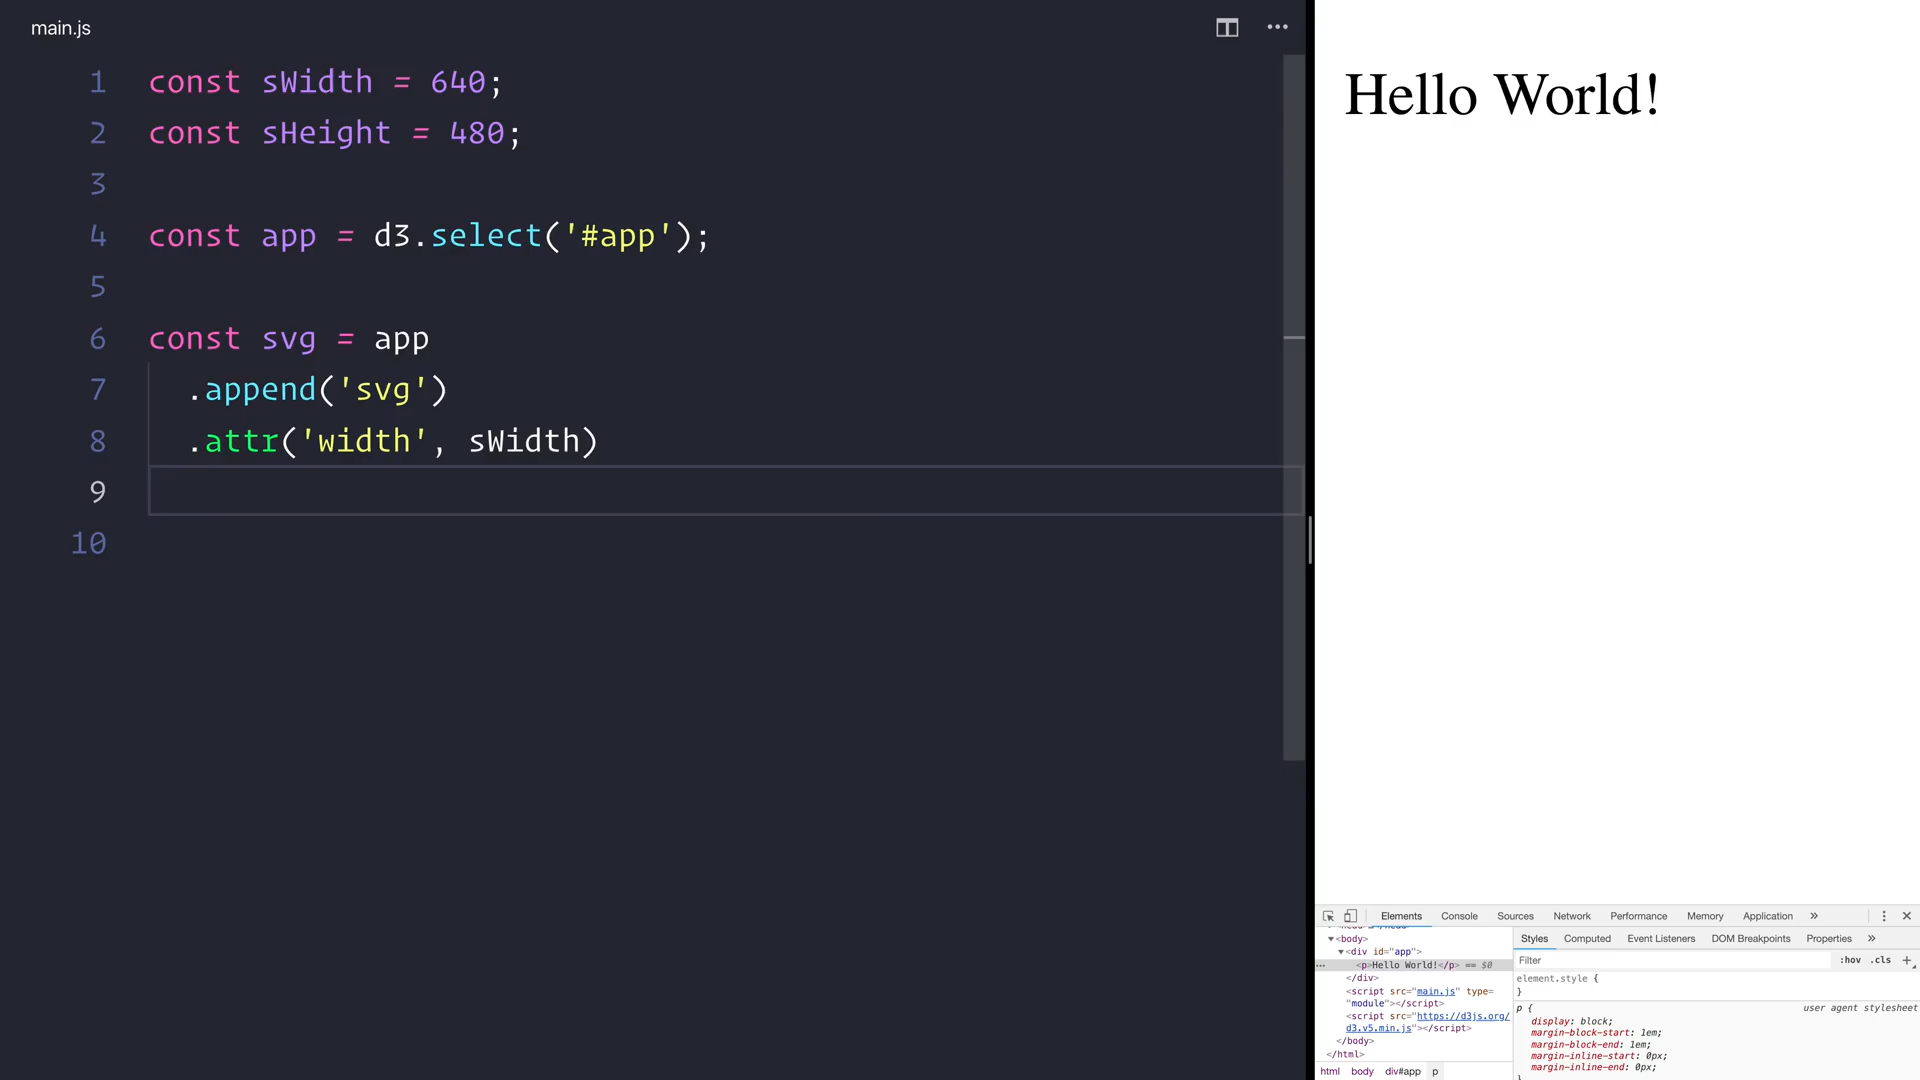 main.js
1 const sWidth = 640;
2 const sHeight = 480;
3
4 const app = d3.select('#app');
5
6 const svg = app
7 .append('svg')
8 .attr('width', sWidth)
9
10
Hello World!
Elements Console Sources Network Performance Memory Application »
▼<body>
▼<div id="app">
<p>Hello World!</p> == $0
</div>
<script src="main.js" type=
"module"></script>
<script src="https://d3js.org/
d3.v5.min.js"></script>
</body>
</html>
html body div#app p
Styles Computed Event Listeners DOM Breakpoints Properties »
Filter :hov .cls +
element.style {
}
p { user agent stylesheet
display: block;
margin-block-start: 1em;
margin-block-end: 1em;
margin-inline-start: 0px;
margin-inline-end: 0px;